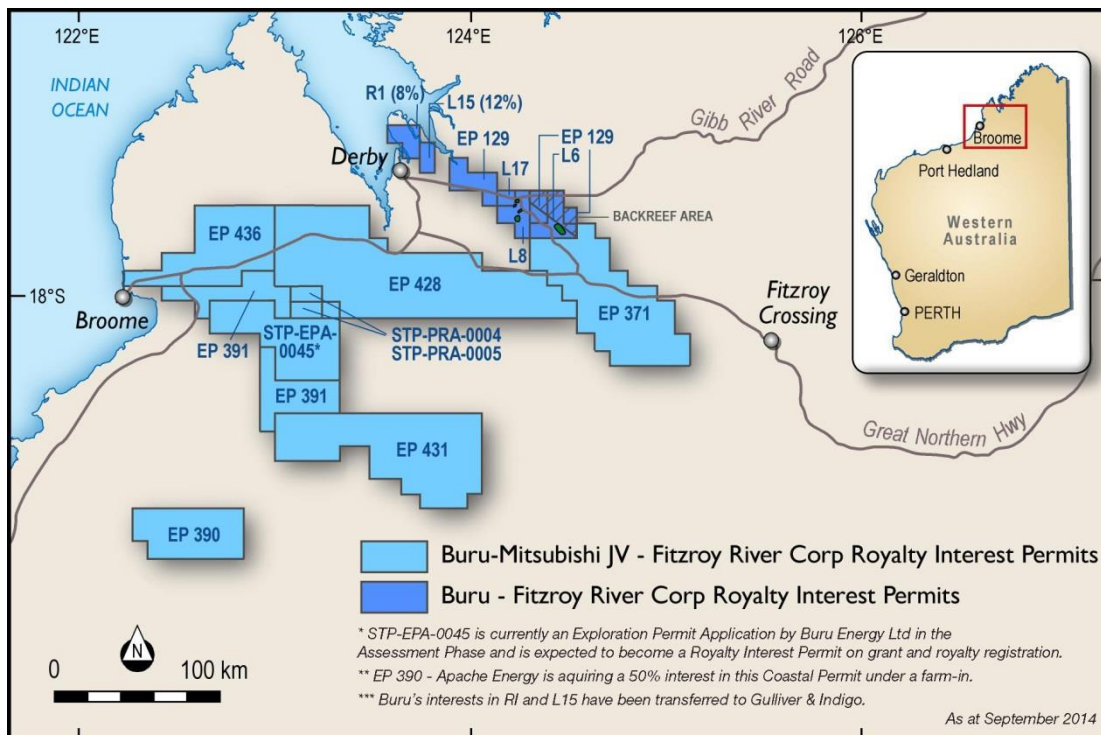 122°E
124°E
126°E
INDIAN
OCEAN
R1 (8%)
L15 (12%)
Gibb River Road
EP 129
EP 129
L6
Derby
L17
BACKREEF AREA
L8
EP 436
EP 428
EP 371
18°S
Broome
Fitzroy
Crossing
EP 391
STP-EPA-
0045*
STP-PRA-0004
STP-PRA-0005
EP 391
EP 431
Great Northern Hwy
EP 390
Broome
Port Hedland
Western
Australia
Geraldton
PERTH
Buru-Mitsubishi JV - Fitzroy River Corp Royalty Interest Permits
Buru - Fitzroy River Corp Royalty Interest Permits
* STP-EPA-0045 is currently an Exploration Permit Application by Buru Energy Ltd in the
Assessment Phase and is expected to become a Royalty Interest Permit on grant and royalty registration.
** EP 390 - Apache Energy is aquiring a 50% interest in this Coastal Permit under a farm-in.
*** Buru's interests in RI and L15 have been transferred to Gulliver & Indigo.
As at September 2014
N
0 100 km